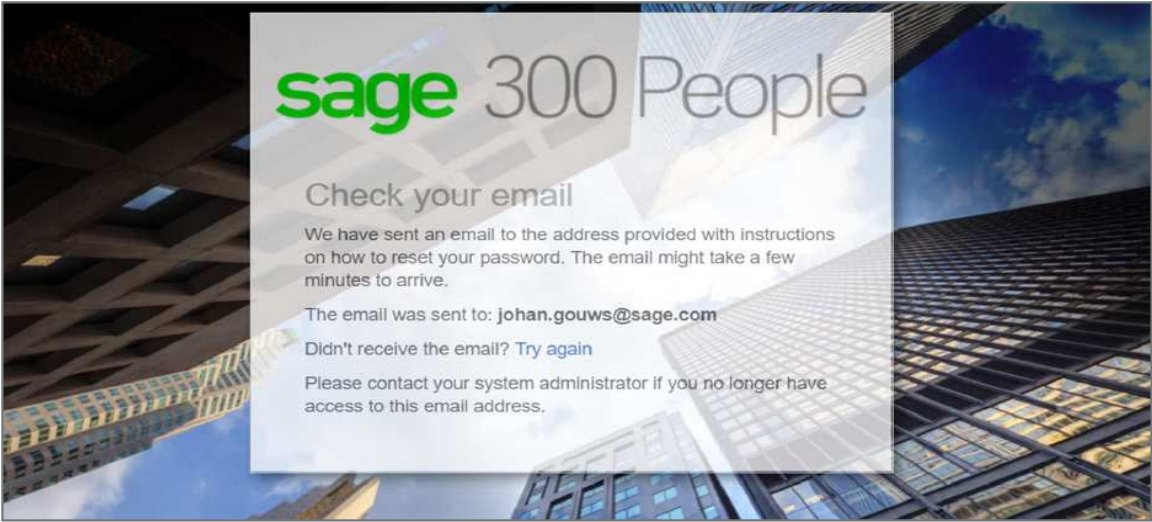 sage 300 People
Check your email
We have sent an email to the address provided with instructions
on how to reset your password. The email might take a few
minutes to arrive.
The email was sent to: johan.gouws@sage.com
Didn't receive the email? Try again
Please contact your system administrator if you no longer have
access to this email address.